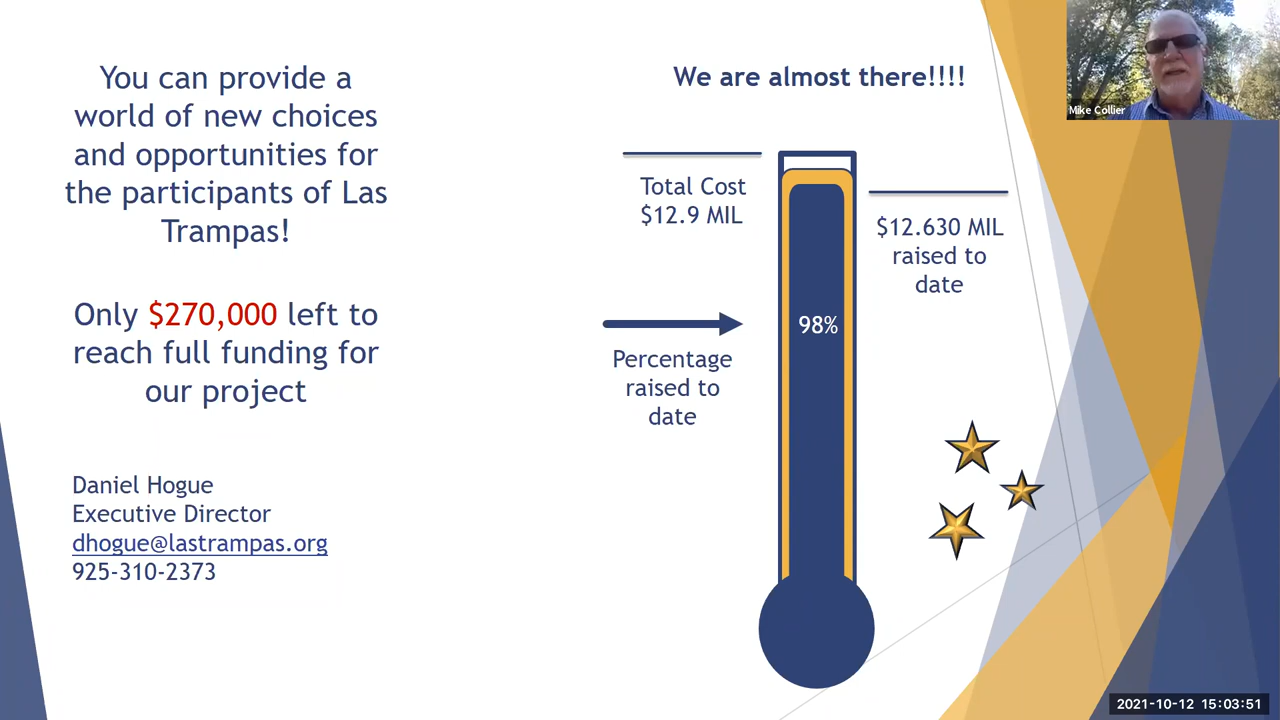 You can provide a
world of new choices
and opportunities for
the participants of Las
Trampas!
Only $270,000 left to
reach full funding for
our project
Daniel Hogue
Executive Director
dhogue@lastrampas.org
925-310-2373
We are almost there!!!!
Total Cost
$12.9 MIL
$12.630 MIL
raised to
date
98%
Percentage
raised to
date
Mike Collier
2021-10-12 15:03:51